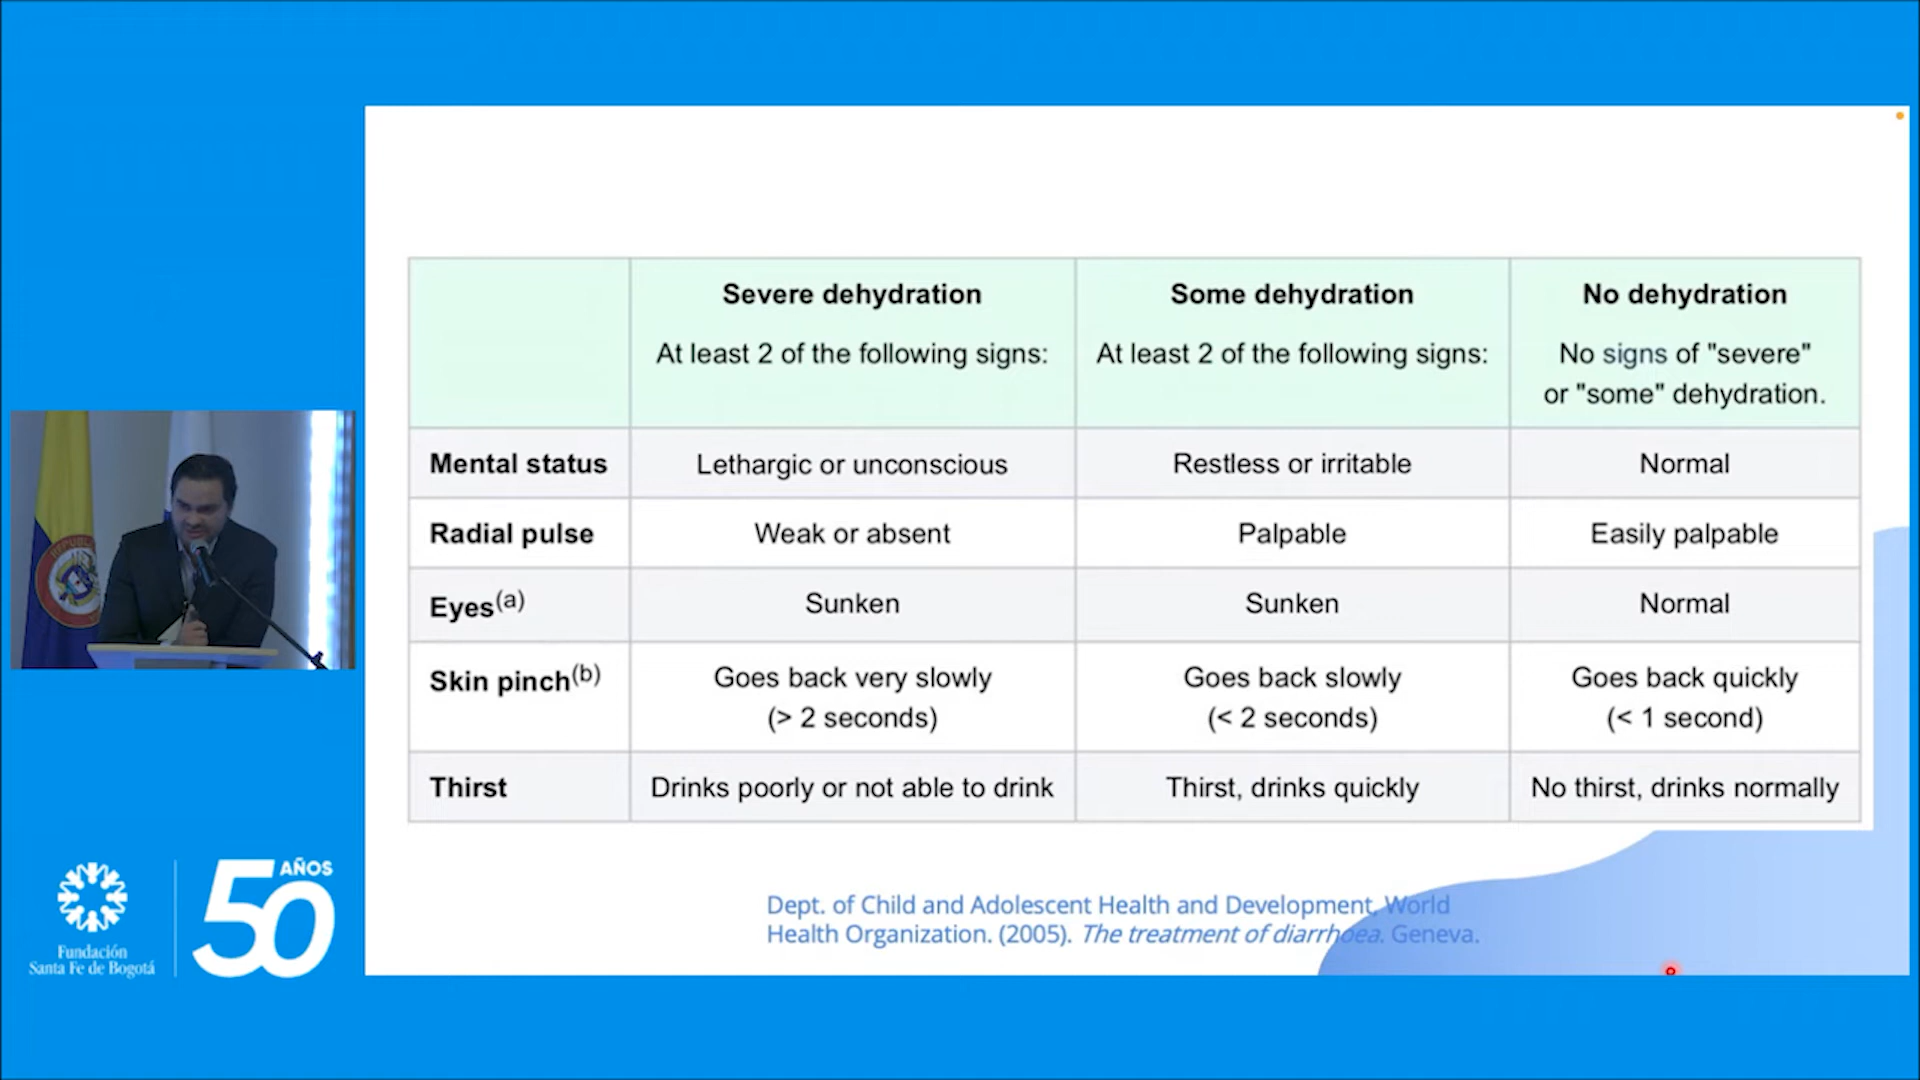 Severe dehydration
At least 2 of the following signs:
Some dehydration
At least 2 of the following signs:
No dehydration
No signs of "severe"
or "some" dehydration.
Mental status
Lethargic or unconscious
Restless or irritable
Normal
Radial pulse
Weak or absent
Palpable
Easily palpable
Eyes(a)
Sunken
Sunken
Normal
Skin pinch(b)
Goes back very slowly
(> 2 seconds)
Goes back slowly
(< 2 seconds)
Goes back quickly
(< 1 second)
Thirst
Drinks poorly or not able to drink
Thirst, drinks quickly
No thirst, drinks normally
Dept. of Child and Adolescent Health and Development, World
Health Organization. (2005). The treatment of diarrhoea. Geneva.
Fundación
Santa Fe de Bogotá
50
AÑOS